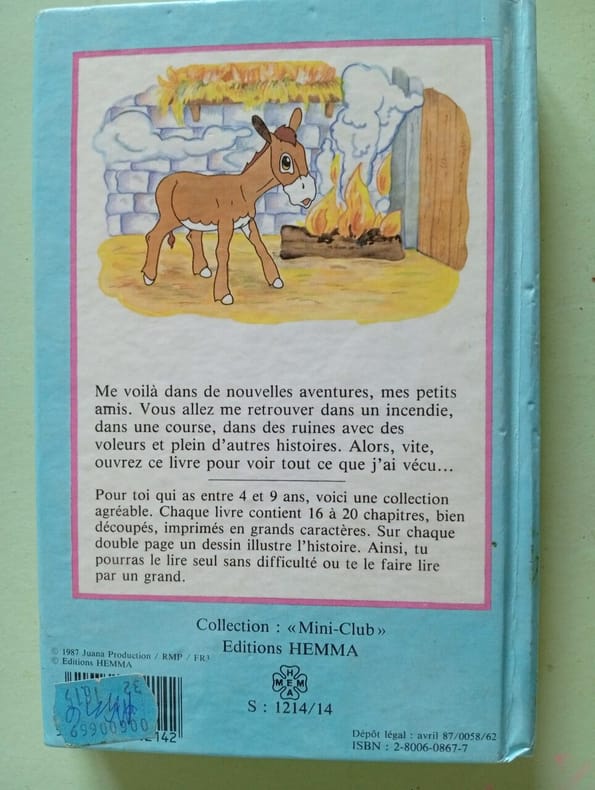 Me voilà dans de nouvelles aventures, mes petits
amis. Vous allez me retrouver dans un incendie,
dans une course, dans des ruines avec des
voleurs et plein d'autres histoires. Alors, vite,
ouvrez ce livre pour voir tout ce que j'ai vécu...
Pour toi qui as entre 4 et 9 ans, voici une collection
agréable. Chaque livre contient 16 à 20 chapitres, bien
découpés, imprimés en grands caractères. Sur chaque
double page un dessin illustre l'histoire. Ainsi, tu
pourras le lire seul sans difficulté ou te le faire lire
par un grand.
Collection : «Mini-Club»
Editions HEMMA
© 1987 Juana Production / RMP / FR3
© Editions HEMMA
HEMMA
S : 1214/14
2142
Dépôt légal : avril 87/0058/62
ISBN : 2-8006-0867-7